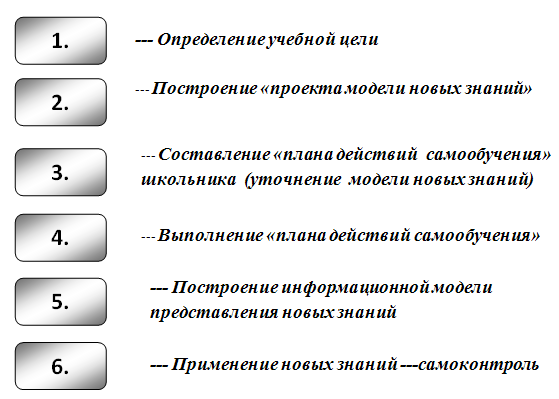 1. --- Определение учебной цели
2. --- Построение «проекта модели новых знаний»
3. --- Составление «плана действий самообучения»
школьника (уточнение модели новых знаний)
4. --- Выполнение «плана действий самообучения»
5. --- Построение информационной модели
представления новых знаний
6. --- Применение новых знаний ---самоконтроль